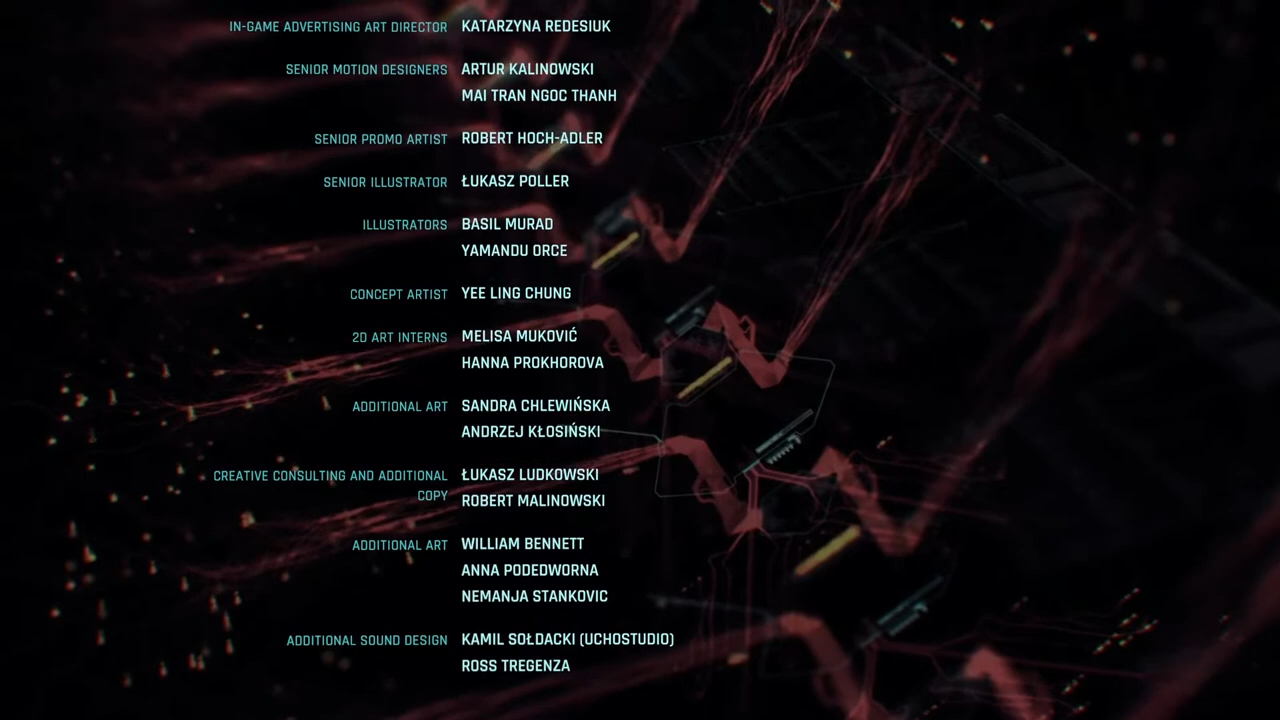 IN-GAME ADVERTISING ART DIRECTOR KATARZYNA REDESIUK
SENIOR MOTION DESIGNERS ARTUR KALINOWSKI
MAI TRAN NGOC THANH
SENIOR PROMO ARTIST ROBERT HOCH-ADLER
SENIOR ILLUSTRATOR ŁUKASZ POLLER
ILLUSTRATORS BASIL MURAD
YAMANDU ORCE
CONCEPT ARTIST YEE LING CHUNG
2D ART INTERNS MELISA MUKOVIĆ
HANNA PROKHOROVA
ADDITIONAL ART SANDRA CHLEWIŃSKA
ANDRZEJ KŁOSIŃSKI
CREATIVE CONSULTING AND ADDITIONAL ŁUKASZ LUDKOWSKI
COPY ROBERT MALINOWSKI
ADDITIONAL ART WILLIAM BENNETT
ANNA PODEDWORNA
NEMANJA STANKOVIC
ADDITIONAL SOUND DESIGN KAMIL SOŁDACKI (UCHOSTUDIO)
ROSS TREGENZA